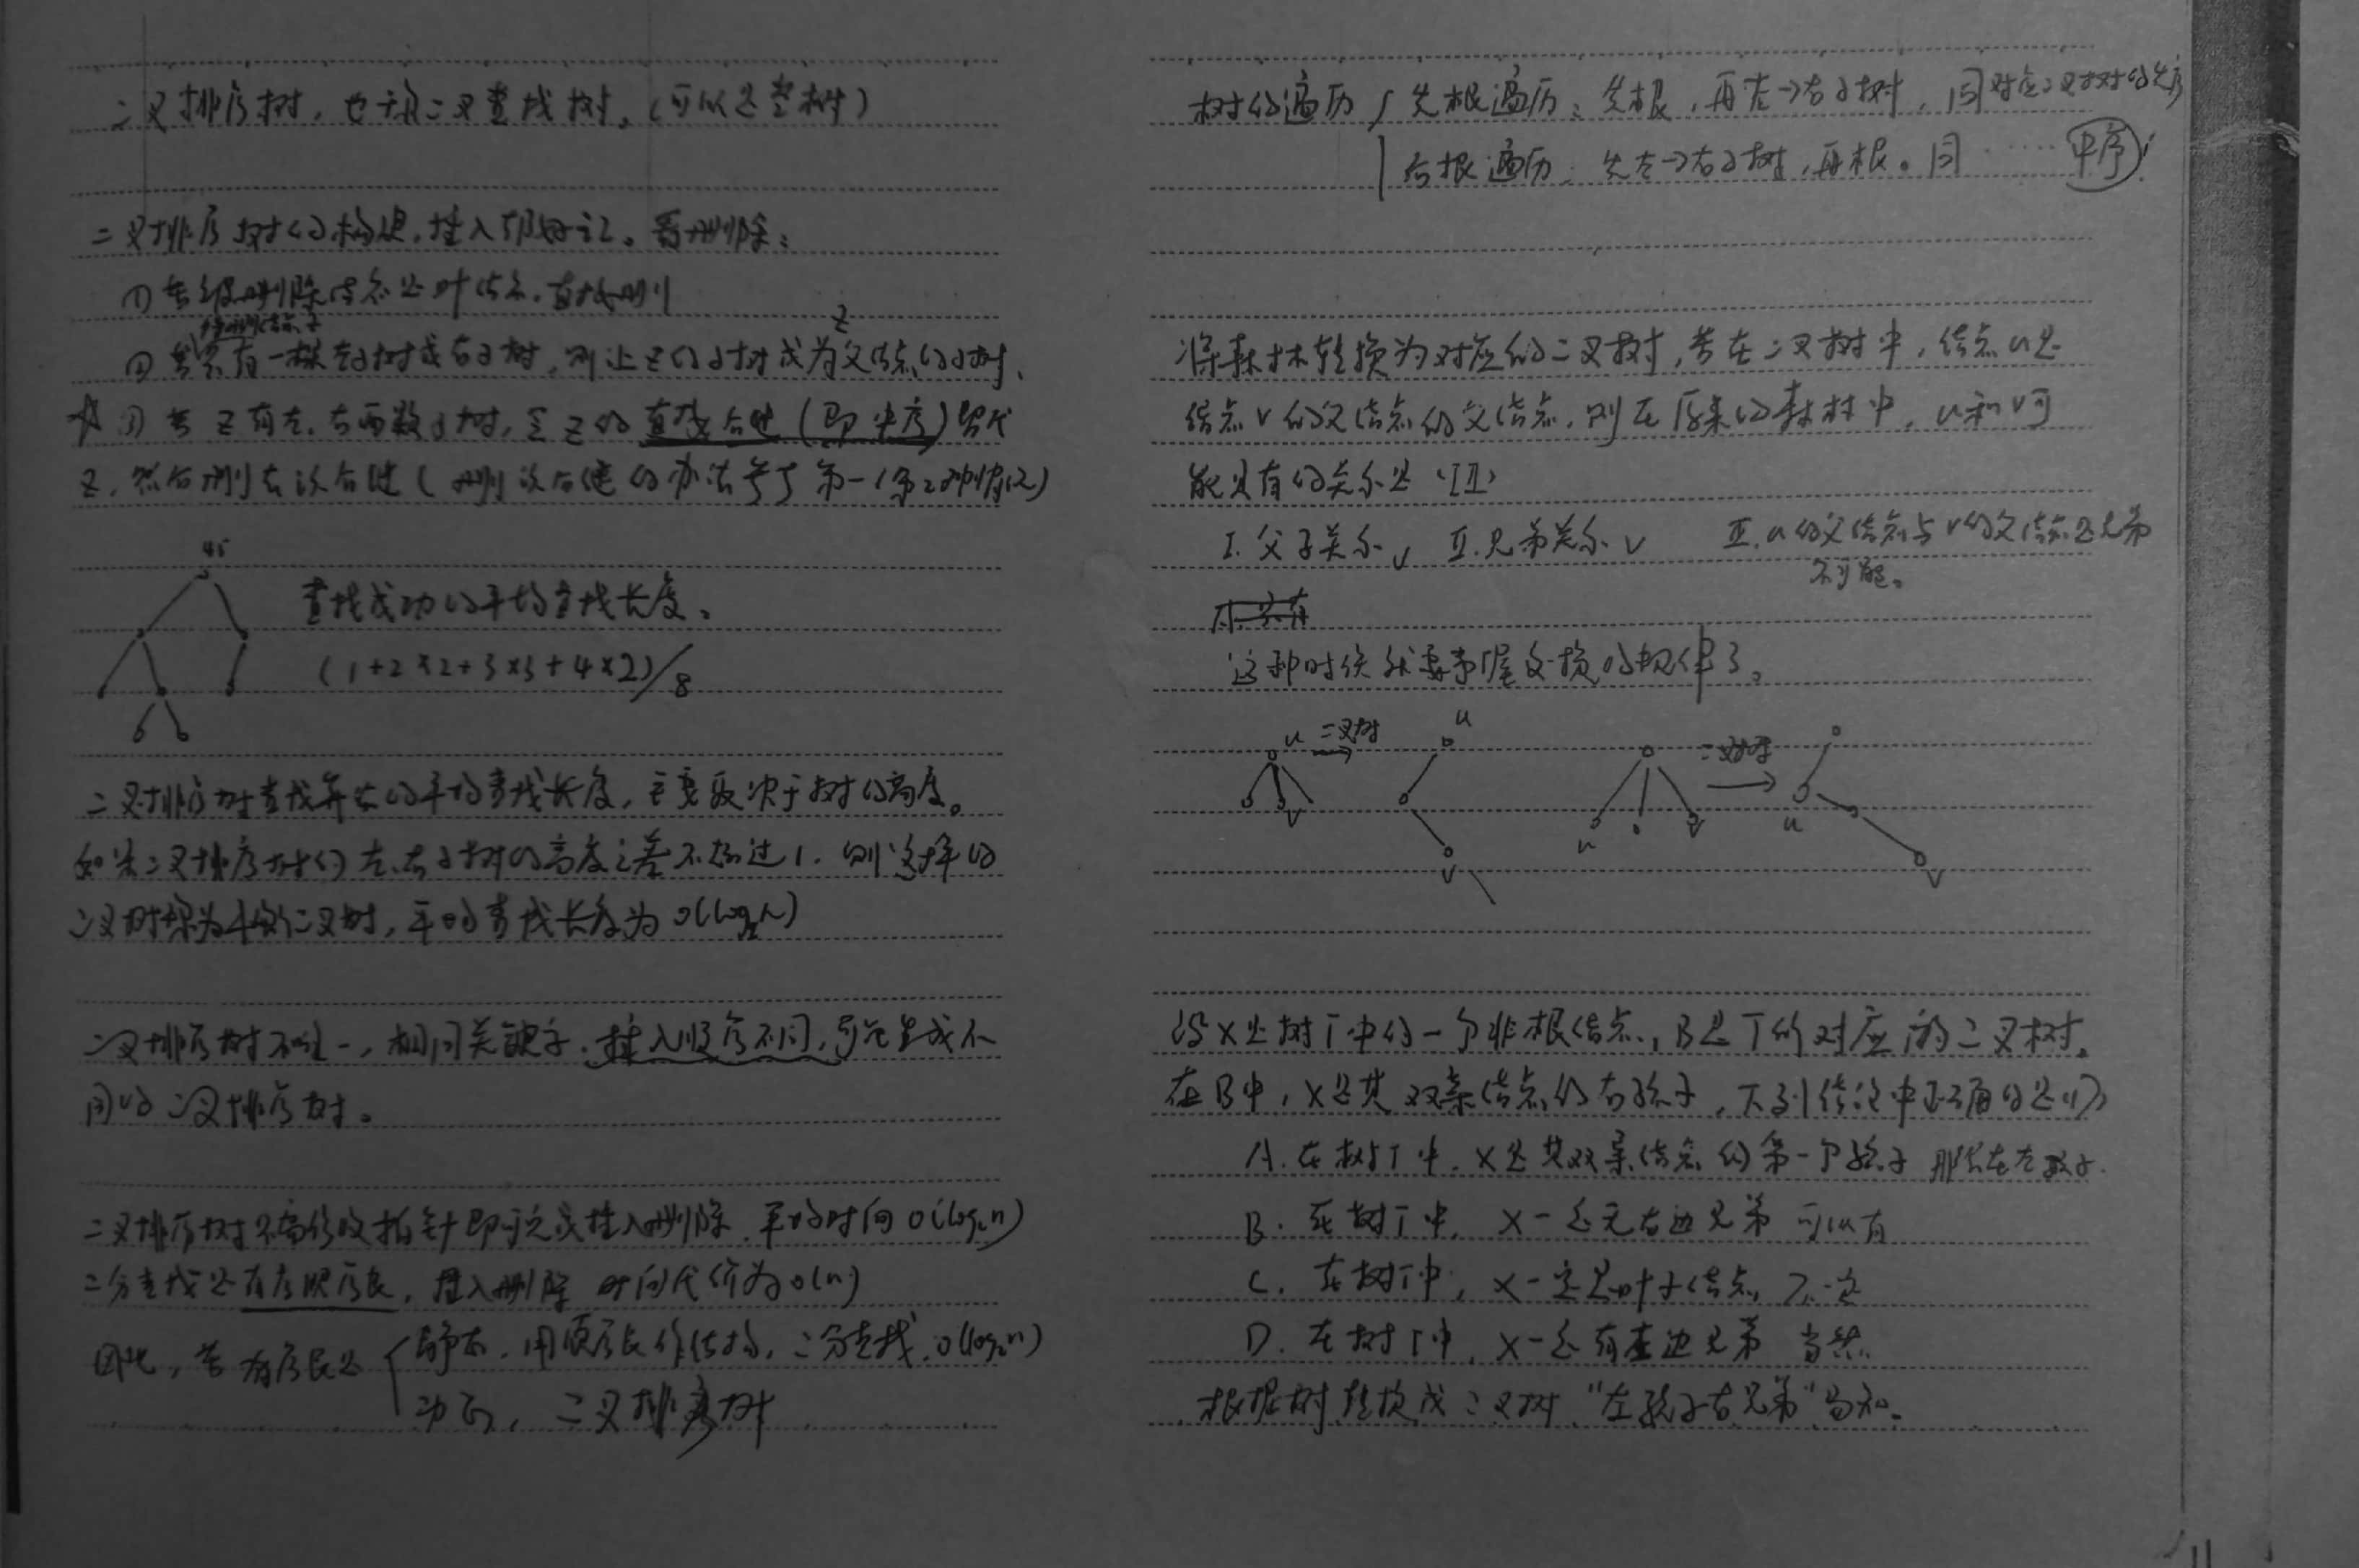 二叉排序树，也称二叉查找树。（可以是空树）
二叉排序树的构建，插入都好记。看删除：
① 若被删除结点是叶结点，直接删
待删结点z
② 若只有一棵左子树或右子树，则让z的子树成为z父结点的子树.
☆ ③ 若z有左、右两数子树，令z的直接后继（即中序）替代
z，然后删去该后继（删该后继的办法等于第一/第2种情况）
45
查找成功的平均查找长度。
(1+2×2+3×3+4×2)/8
二叉排序树查找算法的平均查找长度，主要取决于树的高度。
如果二叉排序树的左、右子树的高度之差不超过1. 则这样的
二叉树称为平衡二叉树，平均查找长度为O(log₂n)
二叉排序树不唯一，相同关键字，插入顺序不同，会生成不
同的二叉排序树。
二叉排序树只需修改指针即可完成插入删除. 平均时间O(log₂n)
二分查找是有序顺序表，插入删除 时间代价为O(n)
因此，若有序表是 静态，用顺序表作结构，二分查找.O(log₂n)
动态，二叉排序树
树的遍历 先根遍历：先根，再左→右子树，同对应二叉树的先序
后根遍历：先左→右子树，再根。同……中序！
将森林转换为对应的二叉树，若在二叉树中，结点u是
结点v的父结点的父结点，则在原来的森林中，u和v可
能具有的关系是 I II
I. 父子关系 √ II. 兄弟关系 √ III. u的父结点与v的父结点是兄弟
不可能。
这种时候就要掌握交换的规律了。
u 二叉树 u 二叉树
v u v u
v v
设X是树T中的一个非根结点，B是T的对应的二叉树。
在B中，X是其双亲结点的右孩子，下列结论中正确的是(D)
A. 在树T中，X是其双亲结点的第一个孩子 那就在左孩子.
B. 在树T中，X一定无右边兄弟 可以有
C. 在树T中，X一定是叶子结点 不一定
D. 在树T中，X一定有左边兄弟 当然.
根据树转换成二叉树“左孩子右兄弟”可知.